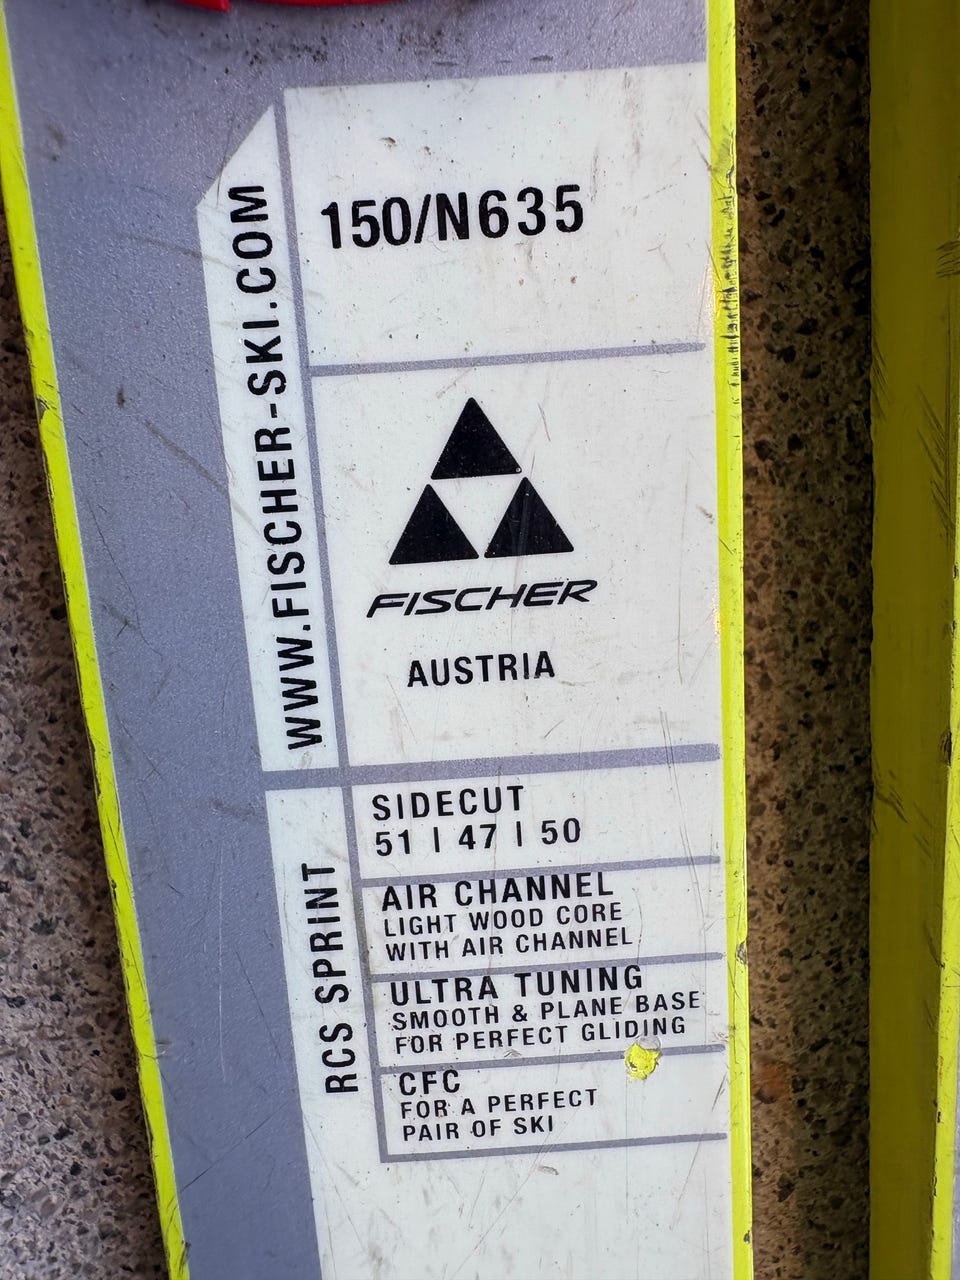 150/N635
WWW.FISCHER-SKI.COM
FISCHER
AUSTRIA
RCS SPRINT
SIDECUT
51 | 47 | 50
AIR CHANNEL
LIGHT WOOD CORE
WITH AIR CHANNEL
ULTRA TUNING
SMOOTH & PLANE BASE
FOR PERFECT GLIDING
CFC
FOR A PERFECT
PAIR OF SKI